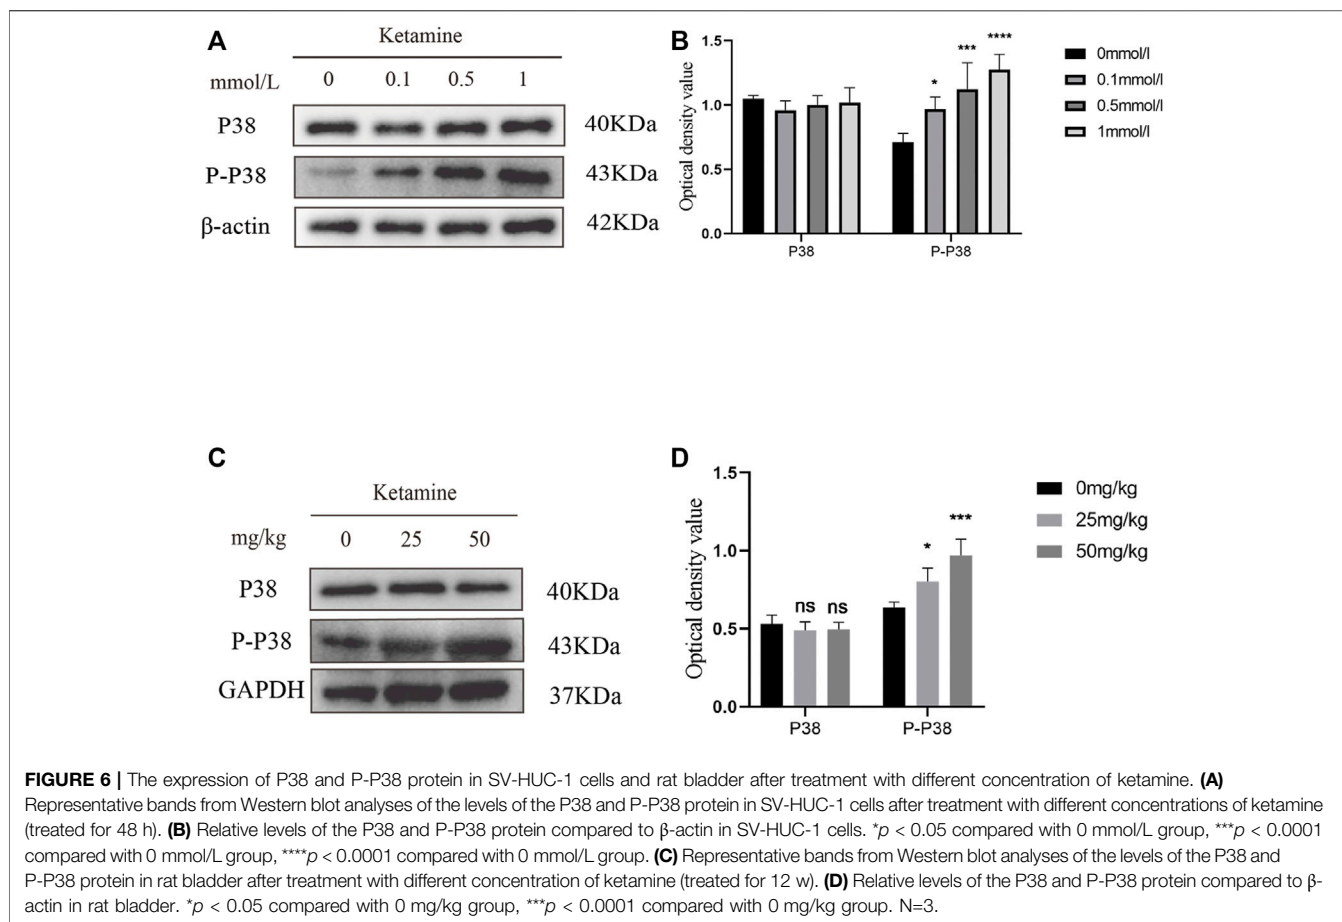 A
Ketamine
mmol/L 0 0.1 0.5 1
P38 40KDa
P-P38 43KDa
β-actin 42KDa
B
Optical density value
1.5
1.0
0.5
0.0
* *** ****
P38 P-P38
0mmol/l
0.1mmol/l
0.5mmol/l
1mmol/l
C
Ketamine
mg/kg 0 25 50
P38 40KDa
P-P38 43KDa
GAPDH 37KDa
D
Optical density value
1.5
1.0
0.5
0.0
ns ns * ***
P38 P-P38
0mg/kg
25mg/kg
50mg/kg
FIGURE 6 | The expression of P38 and P-P38 protein in SV-HUC-1 cells and rat bladder after treatment with different concentration of ketamine. (A)
Representative bands from Western blot analyses of the levels of the P38 and P-P38 protein in SV-HUC-1 cells after treatment with different concentrations of ketamine
(treated for 48 h). (B) Relative levels of the P38 and P-P38 protein compared to β-actin in SV-HUC-1 cells. *p < 0.05 compared with 0 mmol/L group, ***p < 0.0001
compared with 0 mmol/L group, ****p < 0.0001 compared with 0 mmol/L group. (C) Representative bands from Western blot analyses of the levels of the P38 and
P-P38 protein in rat bladder after treatment with different concentration of ketamine (treated for 12 w). (D) Relative levels of the P38 and P-P38 protein compared to β-
actin in rat bladder. *p < 0.05 compared with 0 mg/kg group, ***p < 0.0001 compared with 0 mg/kg group. N=3.